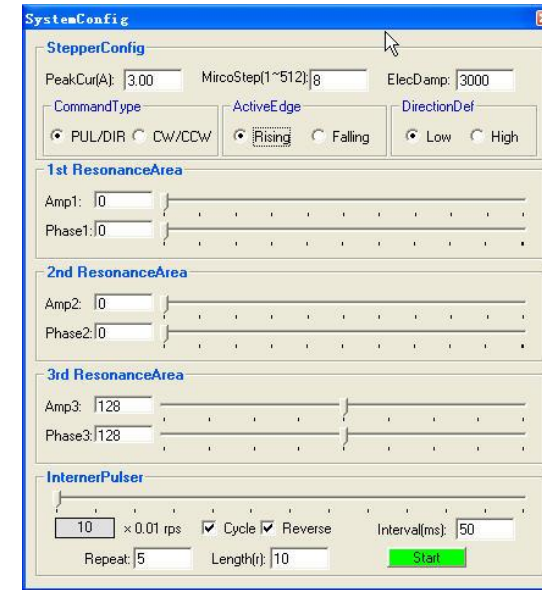 SystemConfig
StepperConfig
PeakCur(A): 3.00 MircoStep(1~512): 8 ElecDamp: 3000
CommandType ActiveEdge DirectionDef
PUL/DIR CW/CCW Rising Falling Low High
1st ResonanceArea
Amp1: 0
Phase1: 0
2nd ResonanceArea
Amp2: 0
Phase2: 0
3rd ResonanceArea
Amp3: 128
Phase3: 128
InternerPulser
10 × 0.01 rps Cycle Reverse Interval(ms): 50
Repeat: 5 Length(r): 10 Start